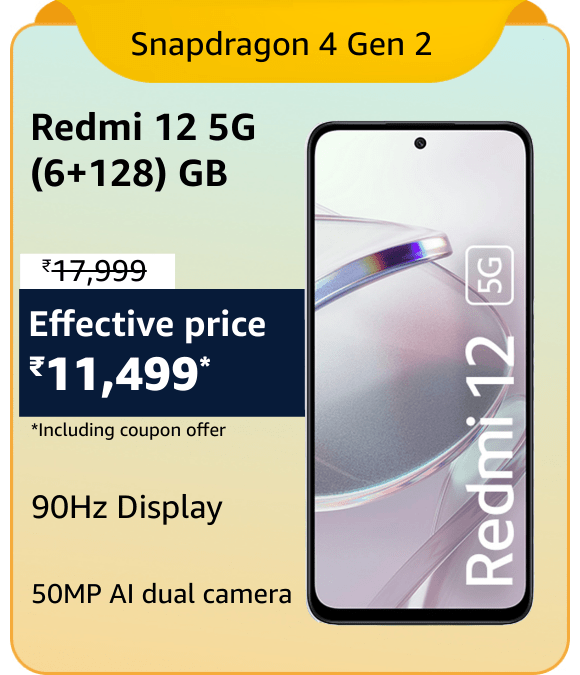 Snapdragon 4 Gen 2
Redmi 12 5G
(6+128) GB
₹17,999
Effective price
₹11,499*
*Including coupon offer
90Hz Display
50MP AI dual camera
Redmi 12 5G